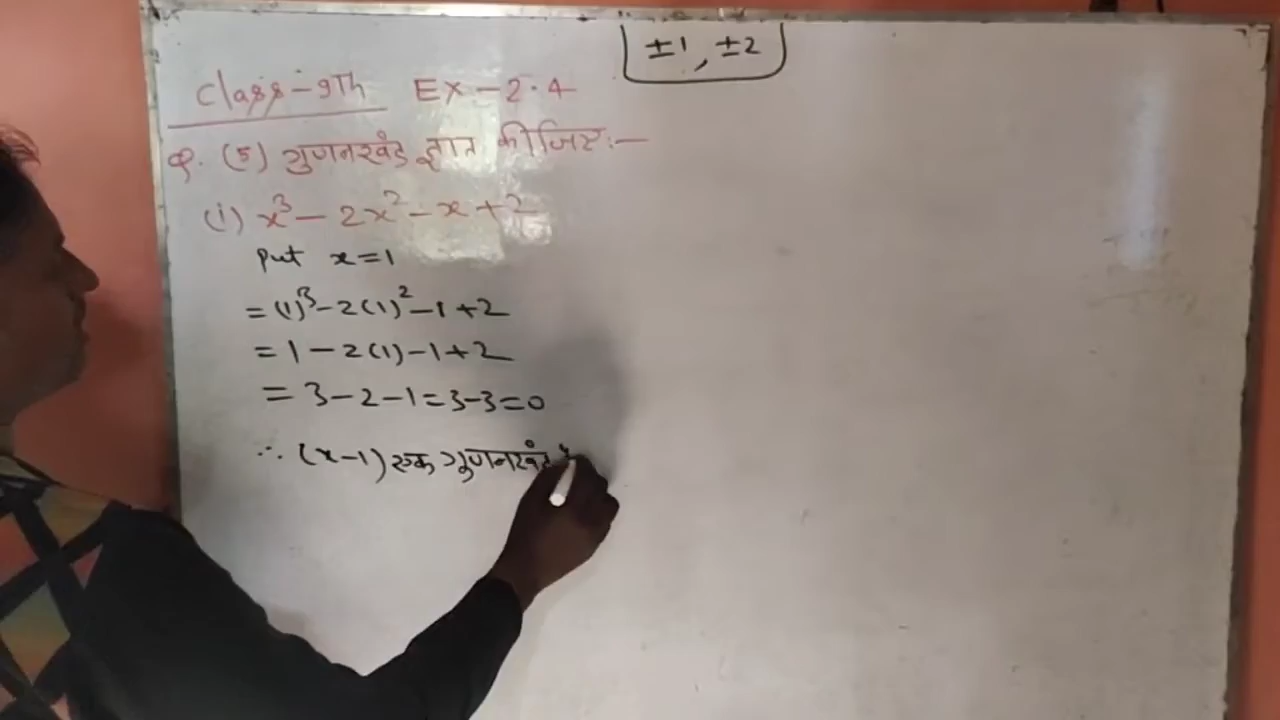 ±1, ±2
Class-9Th Ex-2.4
प्र. (5) गुणनखंड ज्ञात कीजिए:-
(i) x³ - 2x² - x + 2
Put x=1
= (1)³ - 2(1)² - 1 + 2
= 1 - 2(1) - 1 + 2
= 3 - 2 - 1 = 3 - 3 = 0
∴ (x-1) एक गुणनखंड